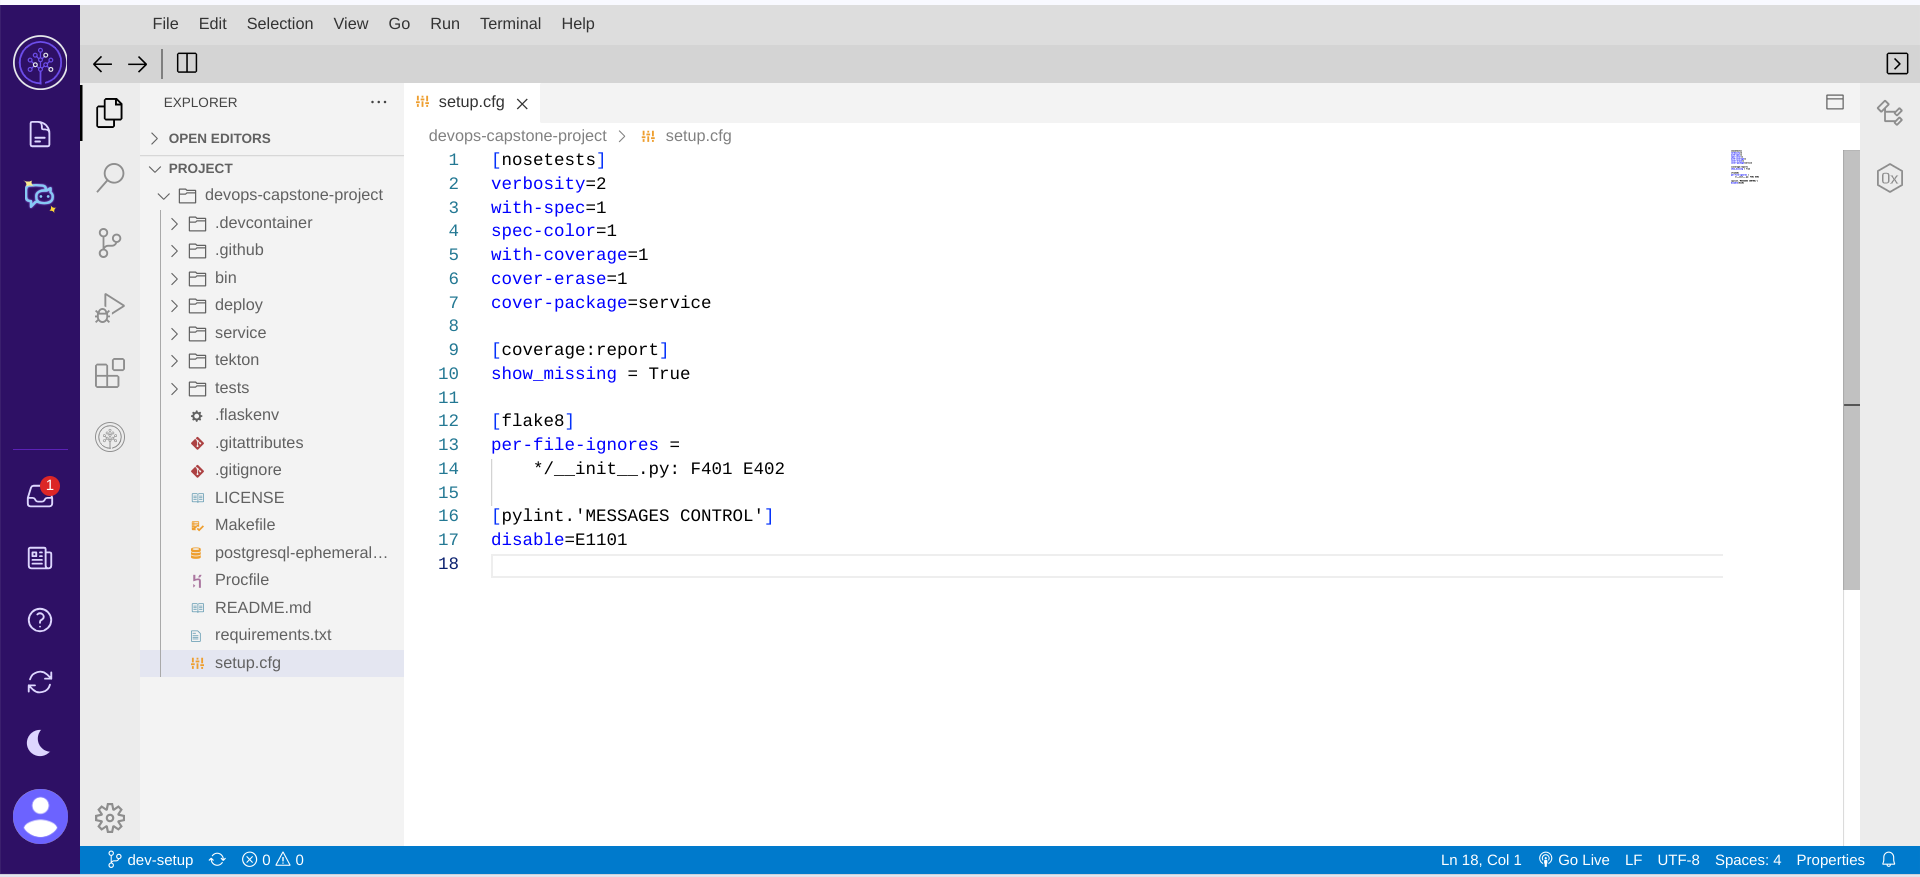 File Edit Selection View Go Run Terminal Help
EXPLORER
OPEN EDITORS
PROJECT
devops-capstone-project
.devcontainer
.github
bin
deploy
service
tekton
tests
.flaskenv
.gitattributes
.gitignore
LICENSE
Makefile
postgresql-ephemeral…
Procfile
README.md
requirements.txt
setup.cfg
1
setup.cfg
devops-capstone-project > setup.cfg
1 [nosetests]
2 verbosity=2
3 with-spec=1
4 spec-color=1
5 with-coverage=1
6 cover-erase=1
7 cover-package=service
8
9 [coverage:report]
10 show_missing = True
11
12 [flake8]
13 per-file-ignores =
14     */__init__.py: F401 E402
15
16 [pylint.'MESSAGES CONTROL']
17 disable=E1101
18
0x
dev-setup 0 0 Ln 18, Col 1 Go Live LF UTF-8 Spaces: 4 Properties